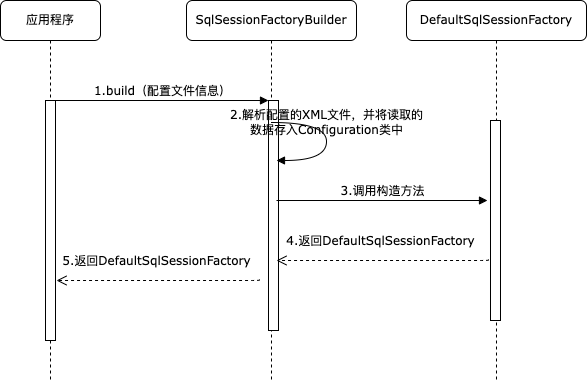 应用程序
SqlSessionFactoryBuilder
DefaultSqlSessionFactory
1.build（配置文件信息）
2.解析配置的XML文件，并将读取的
数据存入Configuration类中
3.调用构造方法
4.返回DefaultSqlSessionFactory
5.返回DefaultSqlSessionFactory